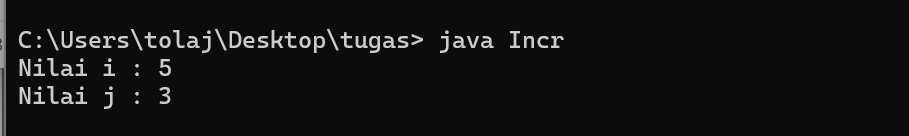 C:\Users\tolaj\Desktop\tugas> java Incr
Nilai i : 5
Nilai j : 3